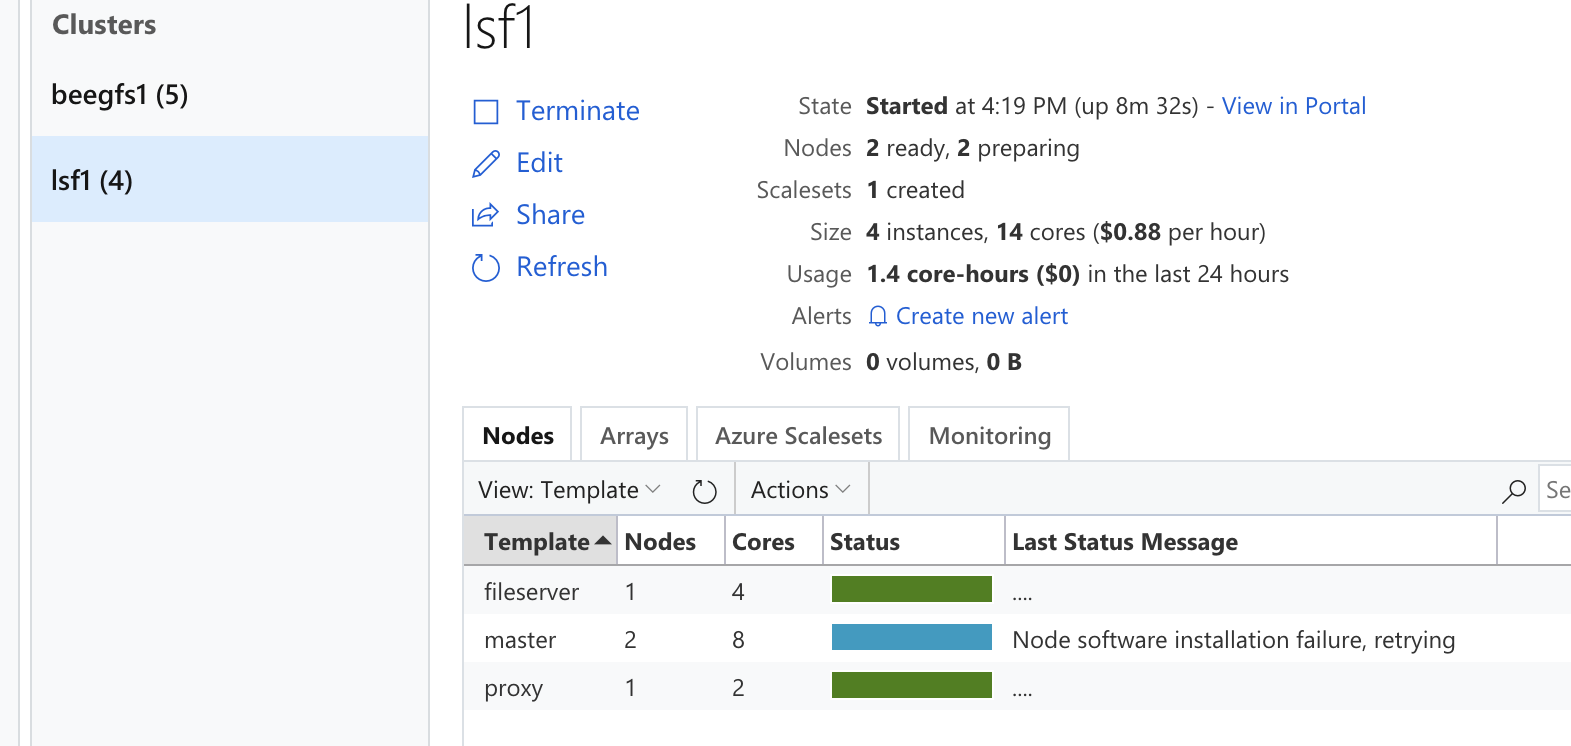 Clusters
beegfs1 (5)
lsf1 (4)
lsf1
Terminate
Edit
Share
Refresh
State Started at 4:19 PM (up 8m 32s) - View in Portal
Nodes 2 ready, 2 preparing
Scalesets 1 created
Size 4 instances, 14 cores ($0.88 per hour)
Usage 1.4 core-hours ($0) in the last 24 hours
Alerts Create new alert
Volumes 0 volumes, 0 B
Nodes Arrays Azure Scalesets Monitoring
View: Template Actions Se
Template Nodes Cores Status Last Status Message
fileserver 1 4 ....
master 2 8 Node software installation failure, retrying
proxy 1 2 ....